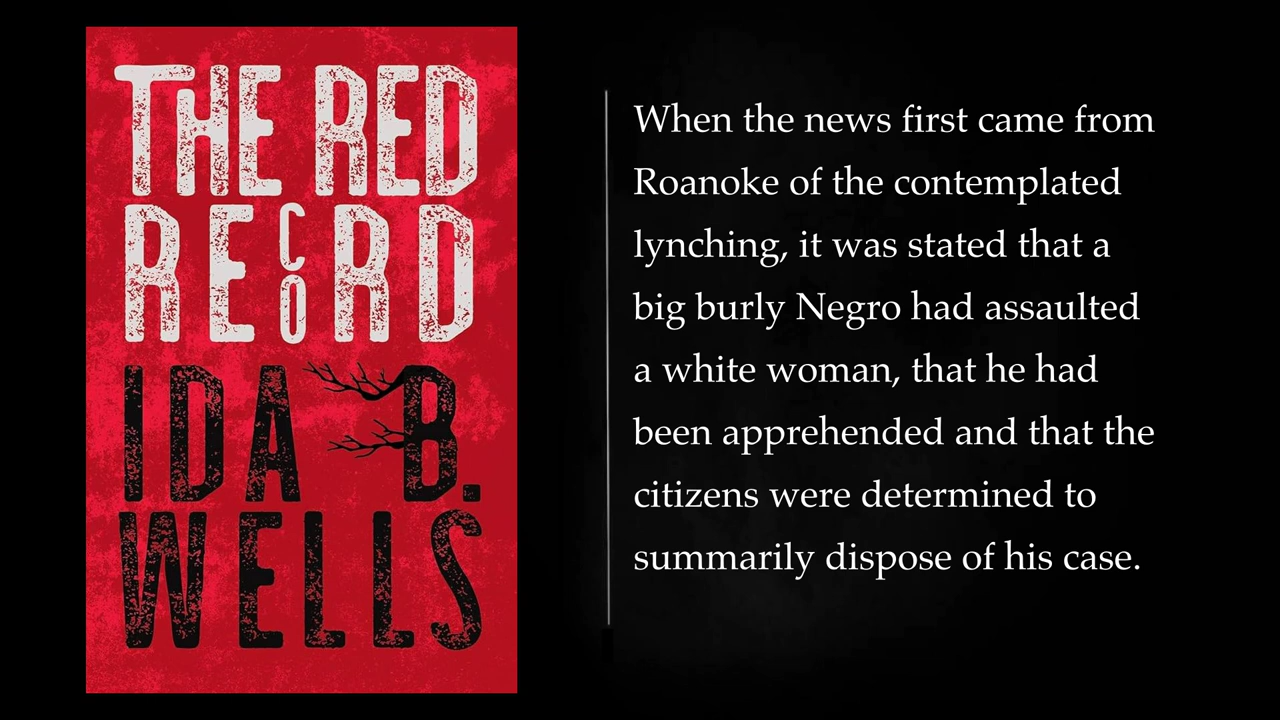 THE RED
RECORD
IDA B.
WELLS
When the news first came from
Roanoke of the contemplated
lynching, it was stated that a
big burly Negro had assaulted
a white woman, that he had
been apprehended and that the
citizens were determined to
summarily dispose of his case.